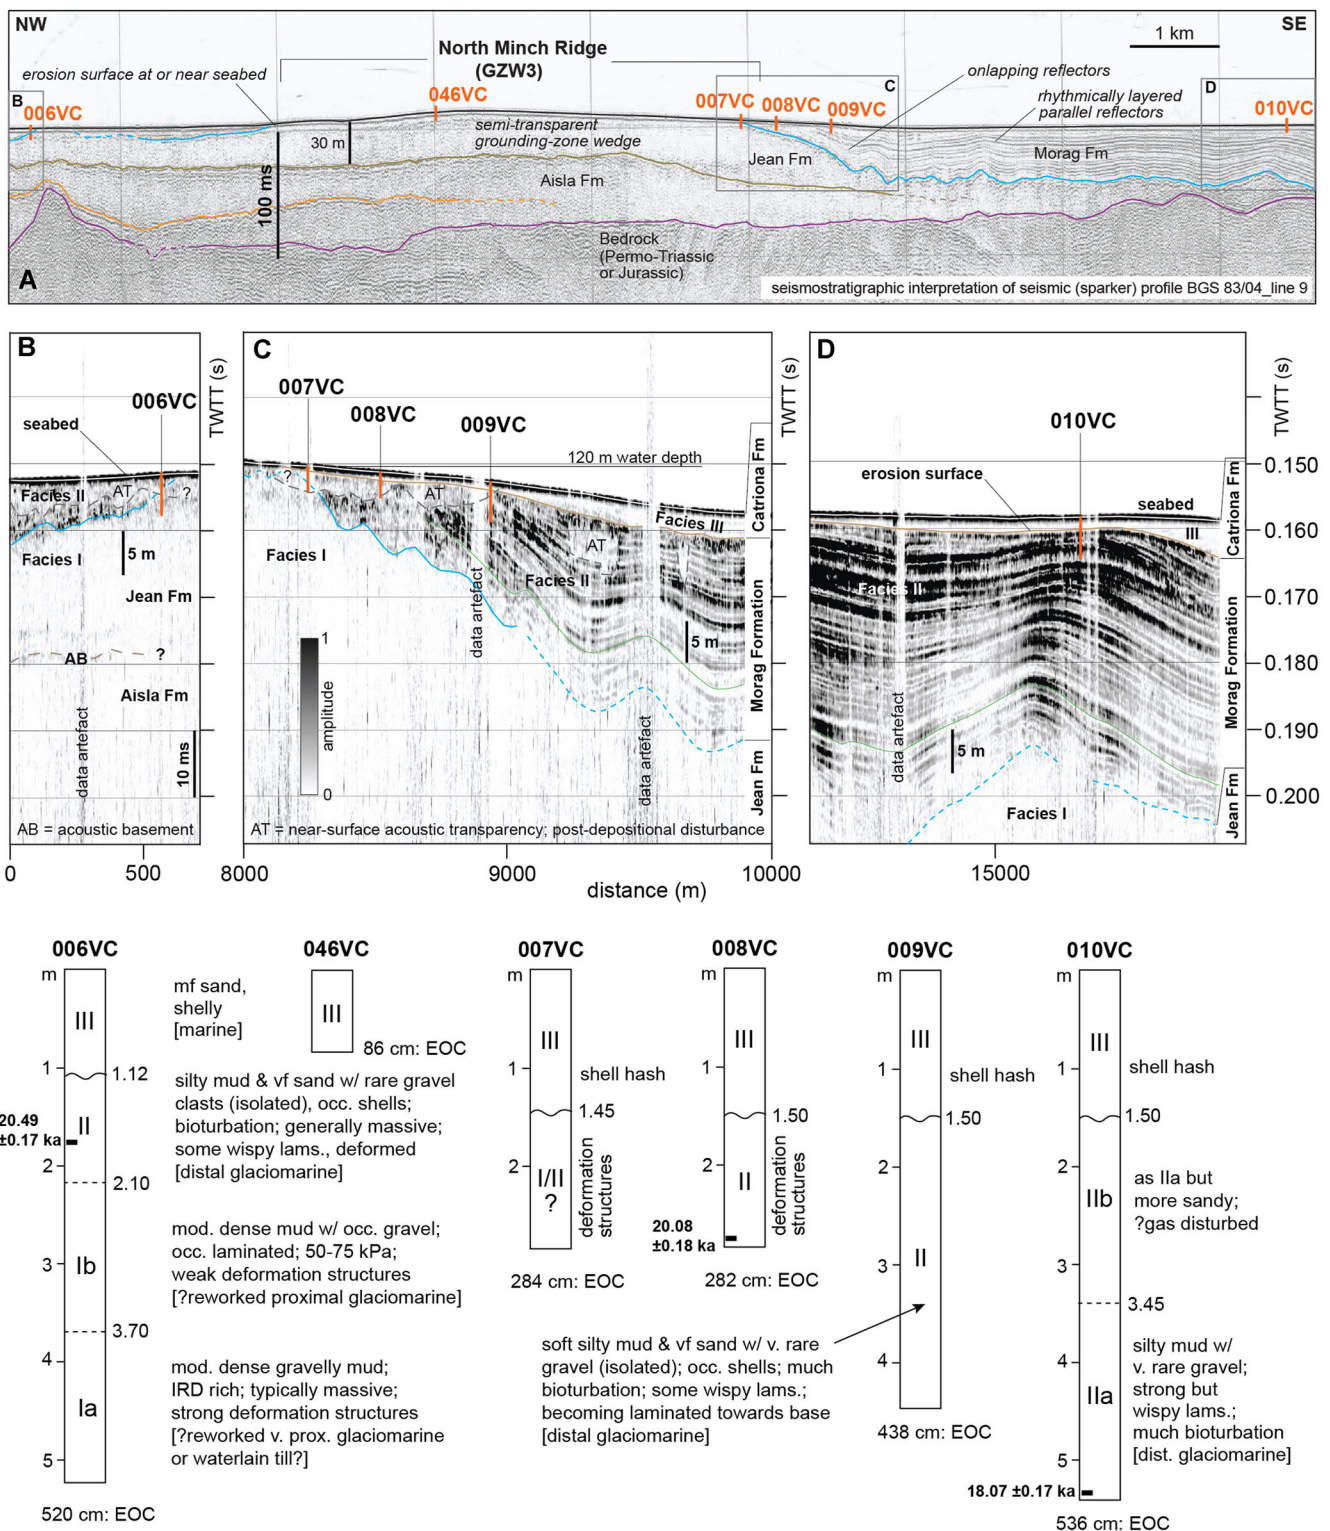 NW
SE
North Minch Ridge
(GZW3)
1 km
erosion surface at or near seabed
onlapping reflectors
rhythmically layered
parallel reflectors
B
006VC
046VC
007VC
008VC
009VC
C
D
010VC
semi-transparent
grounding-zone wedge
30 m
100 ms
Jean Fm
Morag Fm
Aisla Fm
Bedrock
(Permo-Triassic
or Jurassic)
A
seismostratigraphic interpretation of seismic (sparker) profile BGS 83/04_line 9
B
006VC
seabed
Facies II
AT
?
Facies I
5 m
Jean Fm
AB
?
Aisla Fm
data artefact
10 ms
AB = acoustic basement
0
500
TWTT (s)
C
007VC
008VC
009VC
120 m water depth
?
AT
Facies III
AT
Facies I
Facies II
data artefact
5 m
1
amplitude
0
data artefact
AT = near-surface acoustic transparency; post-depositional disturbance
Catriona Fm
Morag Formation
Jean Fm
8000
9000
10000
distance (m)
TWTT (s)
D
010VC
erosion surface
seabed
III
Facies II
data artefact
5 m
Facies I
Catriona Fm
Morag Formation
Jean Fm
15000
TWTT (s)
0.150
0.160
0.170
0.180
0.190
0.200
006VC
m
III
1
1.12
20.49
±0.17 ka
II
2
2.10
3
Ib
3.70
4
Ia
5
520 cm: EOC
mf sand,
shelly
[marine]
silty mud & vf sand w/ rare gravel
clasts (isolated), occ. shells;
bioturbation; generally massive;
some wispy lams., deformed
[distal glaciomarine]
mod. dense mud w/ occ. gravel;
occ. laminated; 50-75 kPa;
weak deformation structures
[?reworked proximal glaciomarine]
mod. dense gravelly mud;
IRD rich; typically massive;
strong deformation structures
[?reworked v. prox. glaciomarine
or waterlain till?]
046VC
III
86 cm: EOC
007VC
m
III
1
shell hash
1.45
2
I/II
?
deformation
structures
284 cm: EOC
008VC
m
III
1
1.50
2
II
deformation
structures
20.08
±0.18 ka
282 cm: EOC
009VC
m
III
1
shell hash
1.50
2
3
II
4
438 cm: EOC
soft silty mud & vf sand w/ v. rare
gravel (isolated); occ. shells; much
bioturbation; some wispy lams.;
becoming laminated towards base
[distal glaciomarine]
010VC
m
III
1
shell hash
1.50
2
IIb
as IIa but
more sandy;
?gas disturbed
3
3.45
4
IIa
silty mud w/
v. rare gravel;
strong but
wispy lams.;
much bioturbation
[dist. glaciomarine]
5
18.07 ±0.17 ka
536 cm: EOC